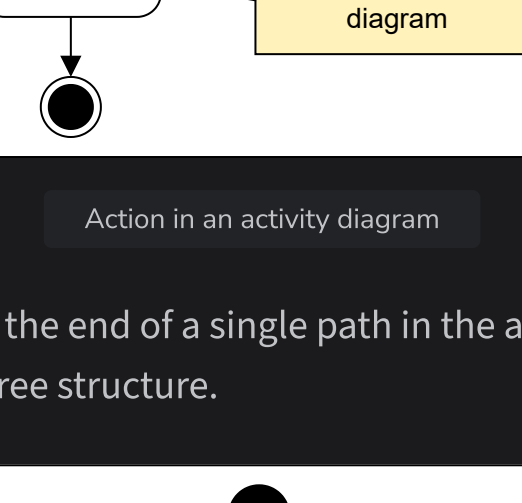 diagram
Action in an activity diagram
the end of a single path in the
ree structure.